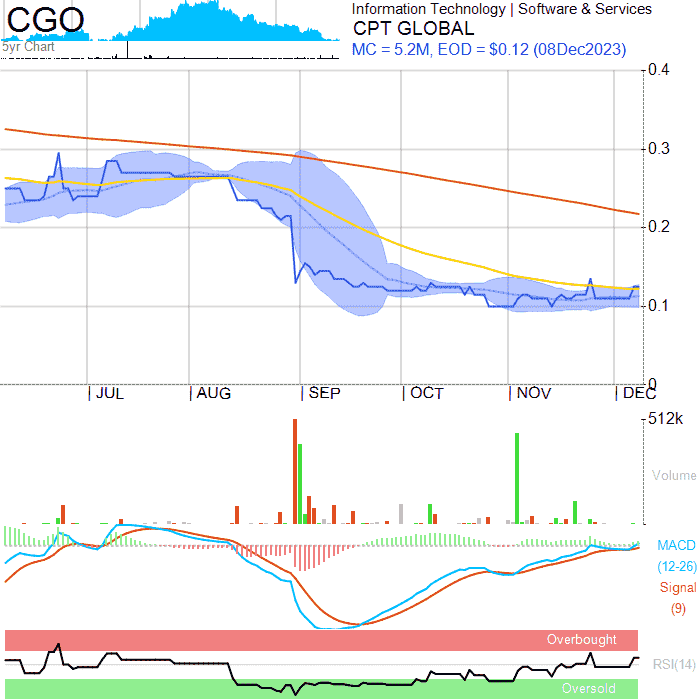 CGO
5yr Chart
Information Technology | Software & Services
CPT GLOBAL
MC = 5.2M, EOD = $0.12 (08Dec2023)
0.4
0.3
0.2
0.1
0
JUL AUG SEP OCT NOV DEC
512k
Volume
MACD
(12-26)
Signal
(9)
Overbought
RSI(14)
Oversold